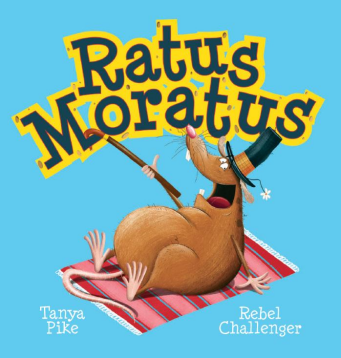 Ratus
Moratus
Tanya
Pike
Rebel
Challenger